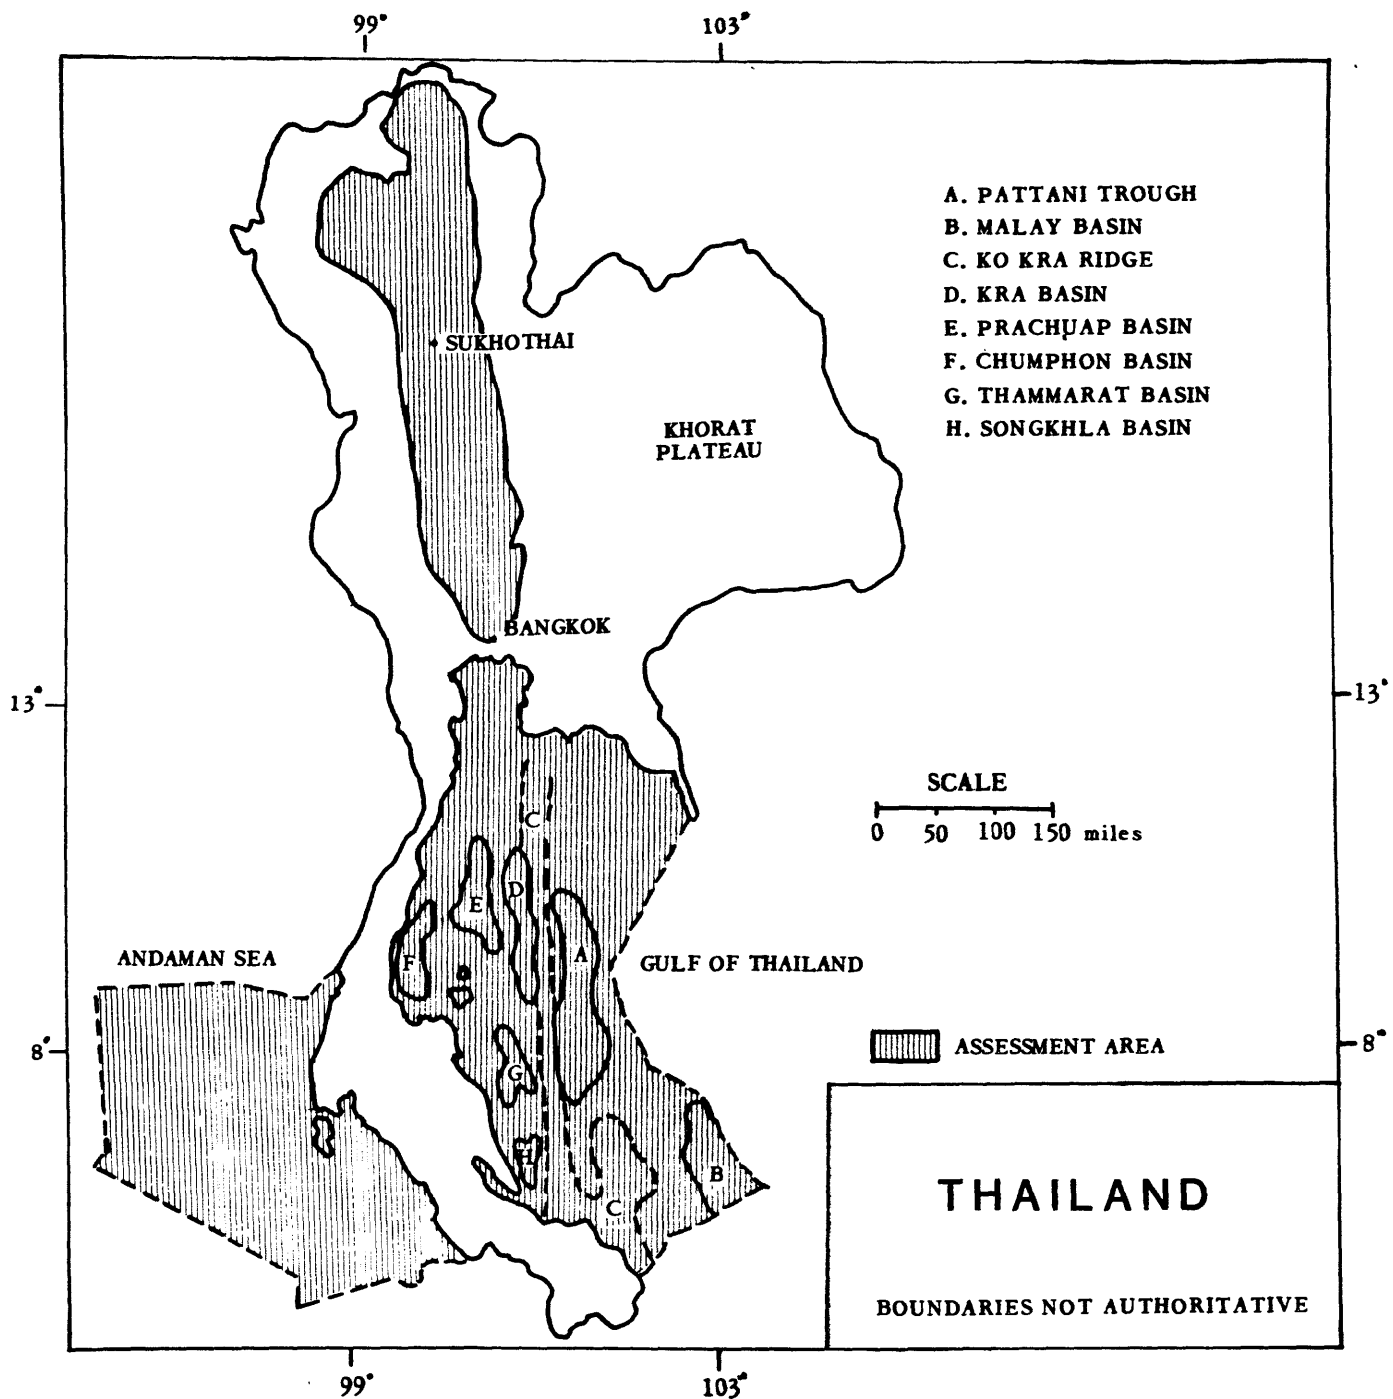 99°
103°
A. PATTANI TROUGH
B. MALAY BASIN
C. KO KRA RIDGE
D. KRA BASIN
E. PRACHUAP BASIN
F. CHUMPHON BASIN
G. THAMMARAT BASIN
H. SONGKHLA BASIN
SUKHOTHAI
KHORAT
PLATEAU
BANGKOK
13°
13°
SCALE
0 50 100 150 miles
C
D
E
A
F
ANDAMAN SEA
GULF OF THAILAND
8°
8°
ASSESSMENT AREA
G
H
B
C
THAILAND
BOUNDARIES NOT AUTHORITATIVE
99°
103°